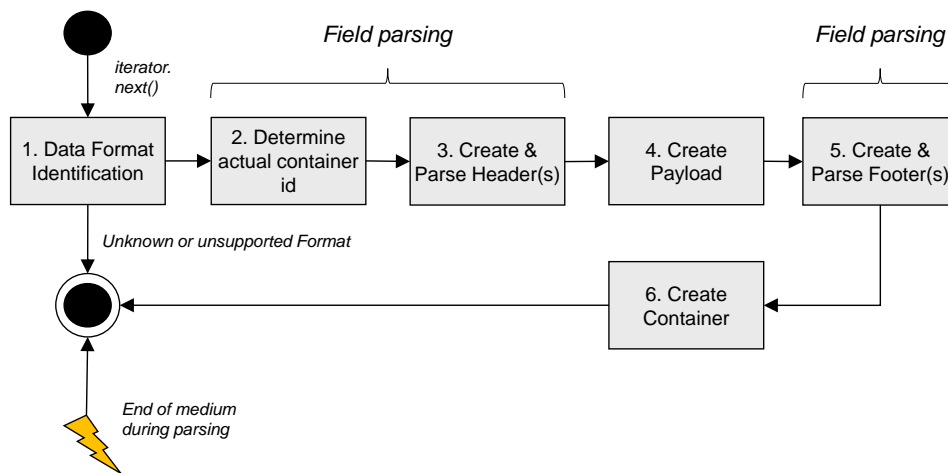 Field parsing
Field parsing
iterator.
next()
1. Data Format
Identification
2. Determine
actual container
id
3. Create &
Parse Header(s)
4. Create
Payload
5. Create &
Parse Footer(s)
Unknown or unsupported Format
6. Create
Container
End of medium
during parsing